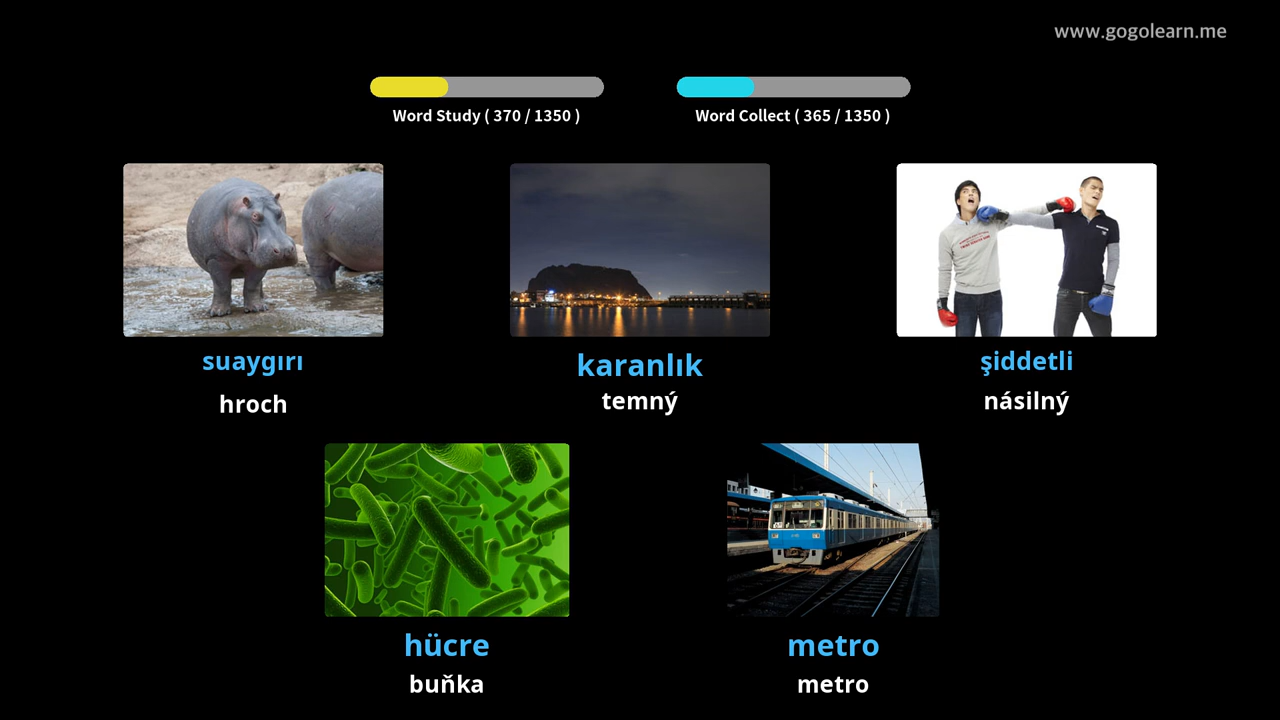 www.gogolearn.me
Word Study ( 370 / 1350 )
Word Collect ( 365 / 1350 )
suaygırı
karanlık
şiddetli
hroch
temný
násilný
hücre
metro
buňka
metro